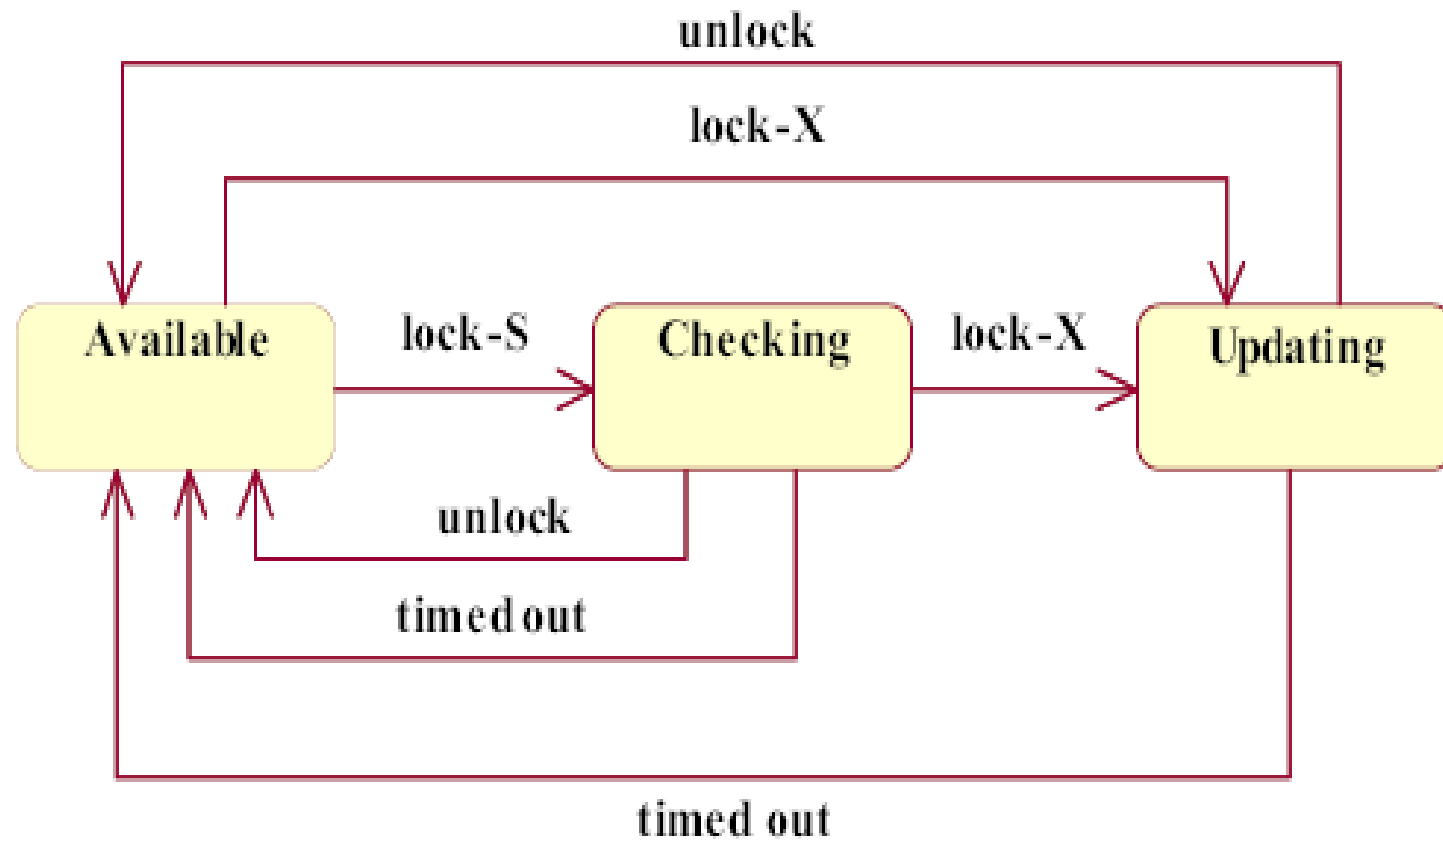 unlock
lock-X
Available
lock-S
Checking
lock-X
Updating
unlock
timed out
timed out